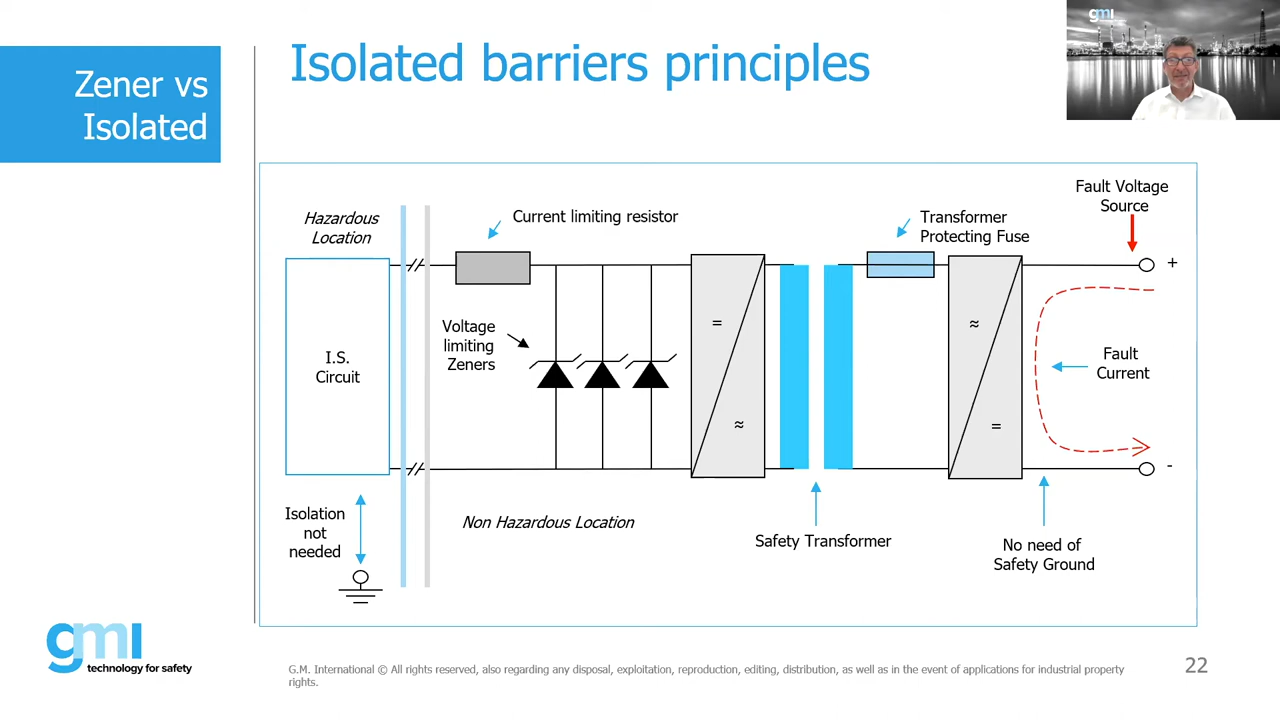 gmi
Zener vs
Isolated
Isolated barriers principles
Fault Voltage
Source
Hazardous
Location
Current limiting resistor
Transformer
Protecting Fuse
+
Voltage
limiting
Zeners
=
≈
≈
=
I.S.
Circuit
Fault
Current
-
Isolation
not
needed
Non Hazardous Location
Safety Transformer
No need of
Safety Ground
gmi
technology for safety
G.M. International © All rights reserved, also regarding any disposal, exploitation, reproduction, editing, distribution, as well as in the event of applications for industrial property
rights.
22